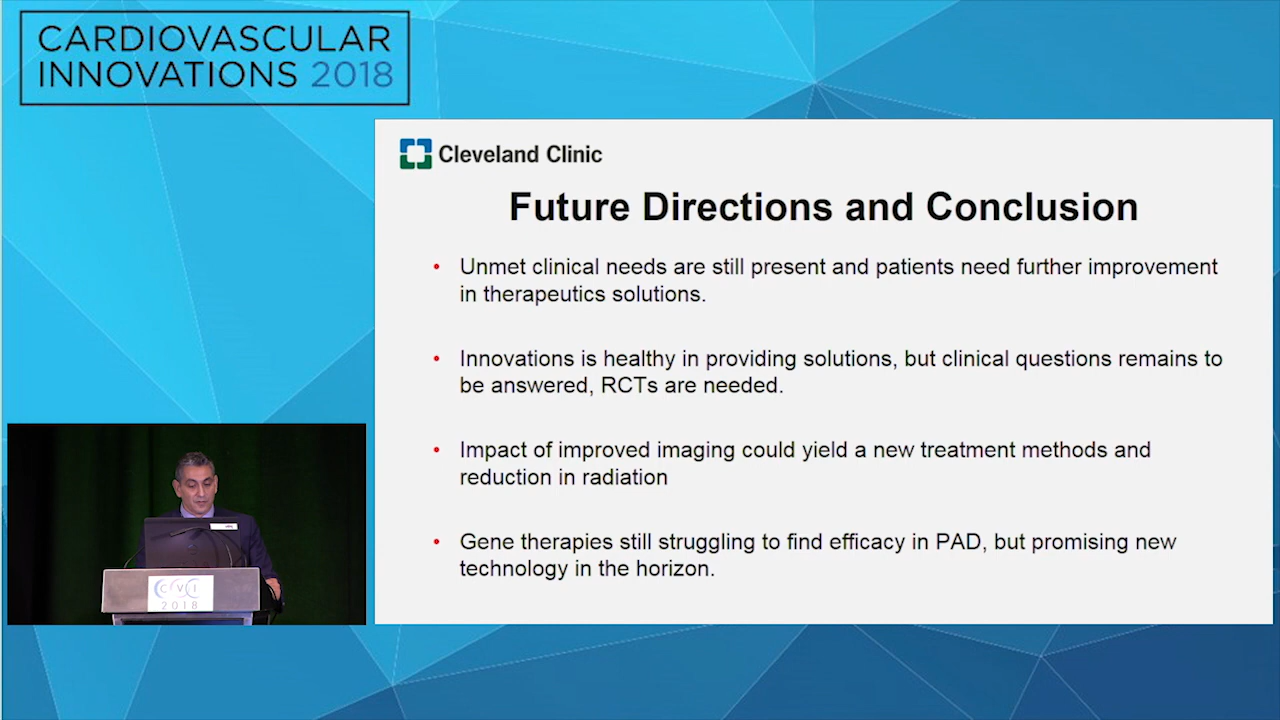 CARDIOVASCULAR
INNOVATIONS 2018
Cleveland Clinic
Future Directions and Conclusion
• Unmet clinical needs are still present and patients need further improvement
in therapeutics solutions.
• Innovations is healthy in providing solutions, but clinical questions remains to
be answered, RCTs are needed.
• Impact of improved imaging could yield a new treatment methods and
reduction in radiation
• Gene therapies still struggling to find efficacy in PAD, but promising new
technology in the horizon.
CVI
2018